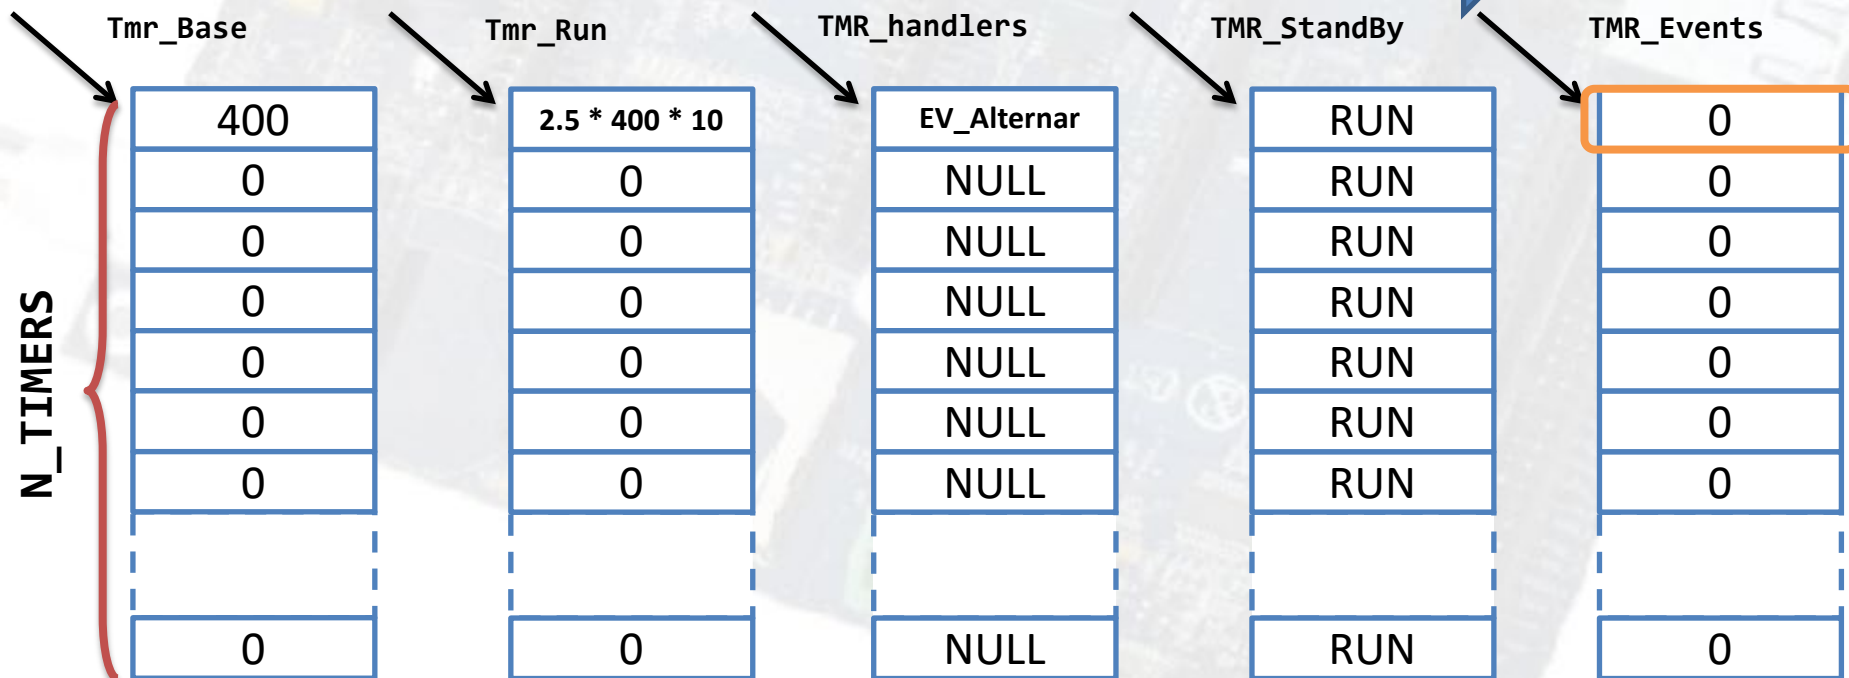 Tmr_Base Tmr_Run TMR_handlers TMR_StandBy TMR_Events
400 2.5 * 400 * 10 EV_Alternar RUN 0
0 0 NULL RUN 0
0 0 NULL RUN 0
0 0 NULL RUN 0
0 0 NULL RUN 0
0 0 NULL RUN 0
0 0 NULL RUN 0
0 0 NULL RUN 0
N_TIMERS